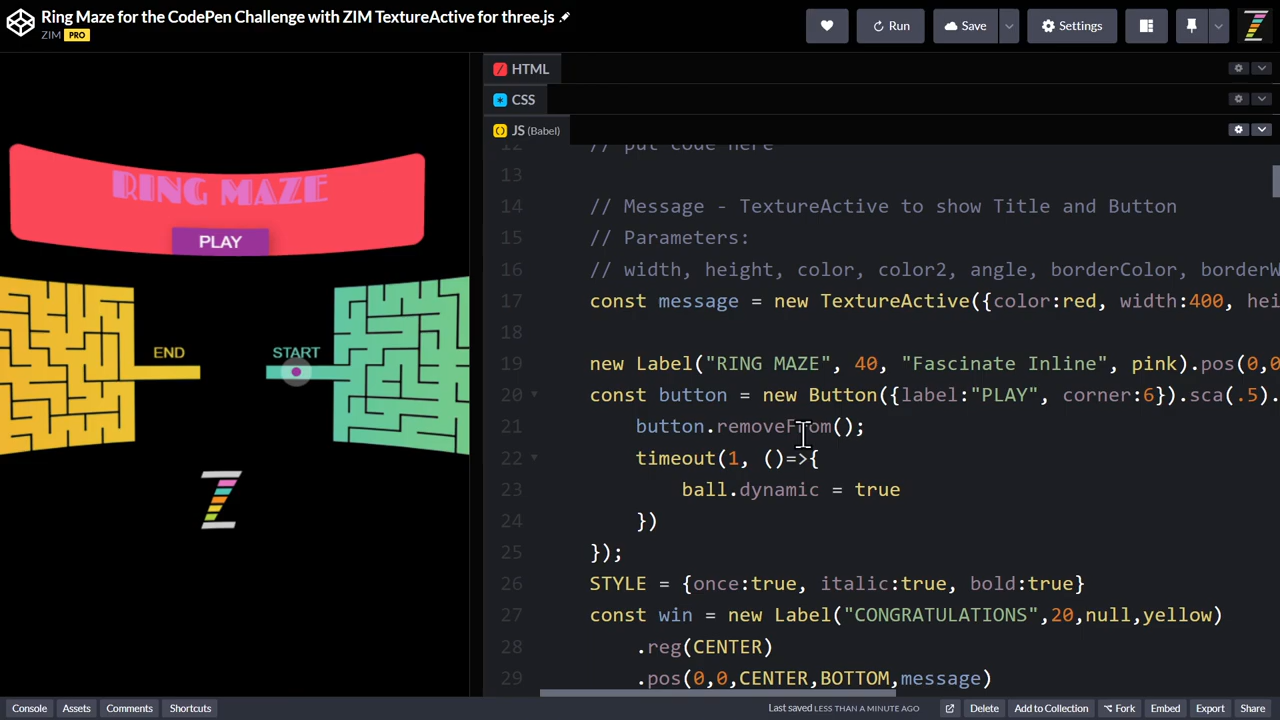 Ring Maze for the CodePen Challenge with ZIM TextureActive for three.js
ZIM PRO
Run
Save
Settings
HTML
CSS
JS (Babel)
RING MAZE
PLAY
END
START
12 // put code here
13
14 // Message - TextureActive to show Title and Button
15 // Parameters:
16 // width, height, color, color2, angle, borderColor, borderW
17 const message = new TextureActive({color:red, width:400, hei
18
19 new Label("RING MAZE", 40, "Fascinate Inline", pink).pos(0,0
20 const button = new Button({label:"PLAY", corner:6}).sca(.5).
21 button.removeFrom();
22 timeout(1, ()=>{
23 ball.dynamic = true
24 })
25 });
26 STYLE = {once:true, italic:true, bold:true}
27 const win = new Label("CONGRATULATIONS",20,null,yellow)
28 .reg(CENTER)
29 .pos(0,0,CENTER,BOTTOM,message)
Console
Assets
Comments
Shortcuts
Last saved LESS THAN A MINUTE AGO
Delete
Add to Collection
Fork
Embed
Export
Share